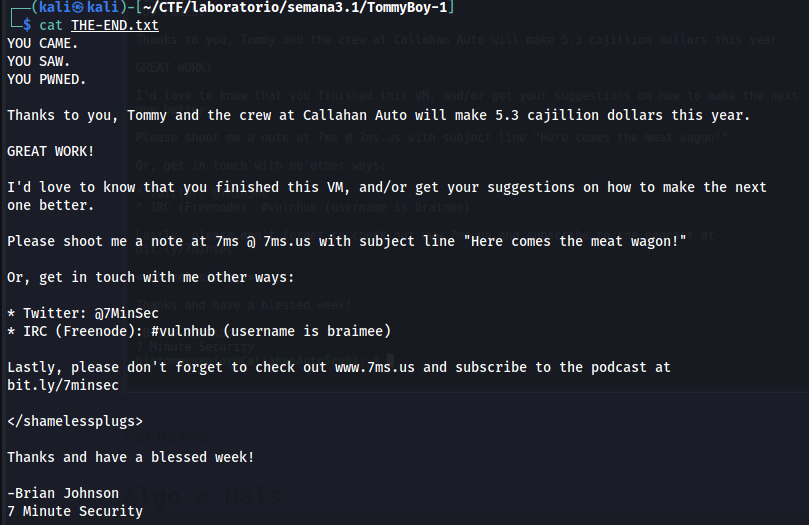 ┌──(kali㉿kali)-[~/CTF/laboratorio/semana3.1/TommyBoy-1]
└─$ cat THE-END.txt
YOU CAME.
YOU SAW.
YOU PWNED.
Thanks to you, Tommy and the crew at Callahan Auto will make 5.3 cajillion dollars this year.
GREAT WORK!
I'd love to know that you finished this VM, and/or get your suggestions on how to make the next
one better.
Please shoot me a note at 7ms @ 7ms.us with subject line "Here comes the meat wagon!"
Or, get in touch with me other ways:
* Twitter: @7MinSec
* IRC (Freenode): #vulnhub (username is braimee)
Lastly, please don't forget to check out www.7ms.us and subscribe to the podcast at
bit.ly/7minsec
</shamelessplugs>
Thanks and have a blessed week!
-Brian Johnson
7 Minute Security
Algo a Mais